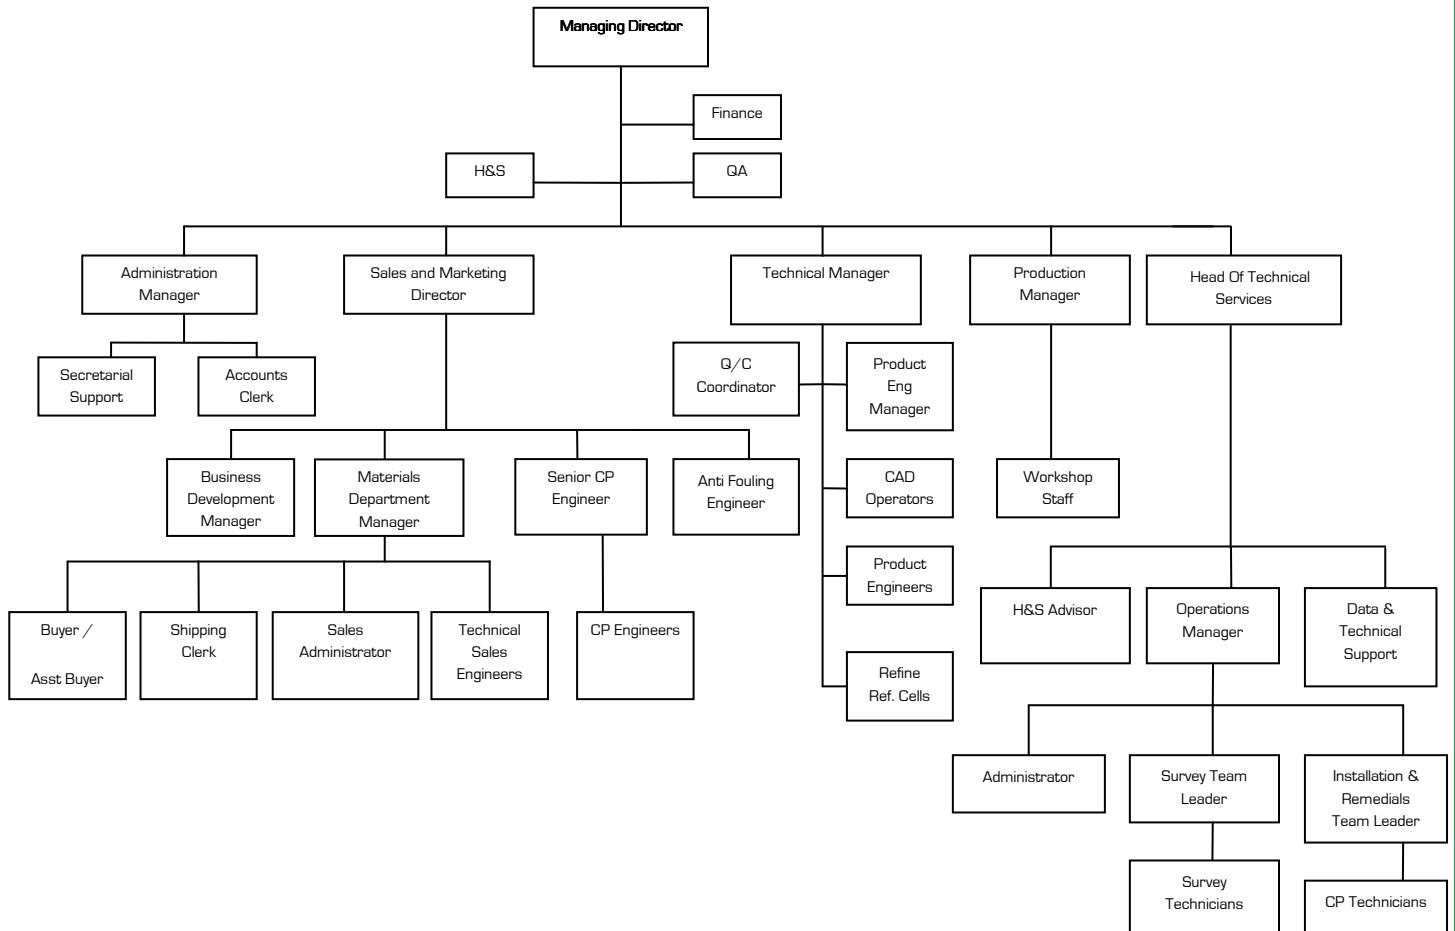 Managing Director
Finance
H&S
QA
Administration
Manager
Sales and Marketing
Director
Technical Manager
Production
Manager
Head Of Technical
Services
Secretarial
Support
Accounts
Clerk
Q/C
Coordinator
Product
Eng
Manager
Business
Development
Manager
Materials
Department
Manager
Senior CP
Engineer
Anti Fouling
Engineer
CAD
Operators
Workshop
Staff
Product
Engineers
Buyer /
Asst Buyer
Shipping
Clerk
Sales
Administrator
Technical
Sales
Engineers
CP Engineers
Refine
Ref. Cells
H&S Advisor
Operations
Manager
Data &
Technical
Support
Administrator
Survey Team
Leader
Installation &
Remedials
Team Leader
Survey
Technicians
CP Technicians